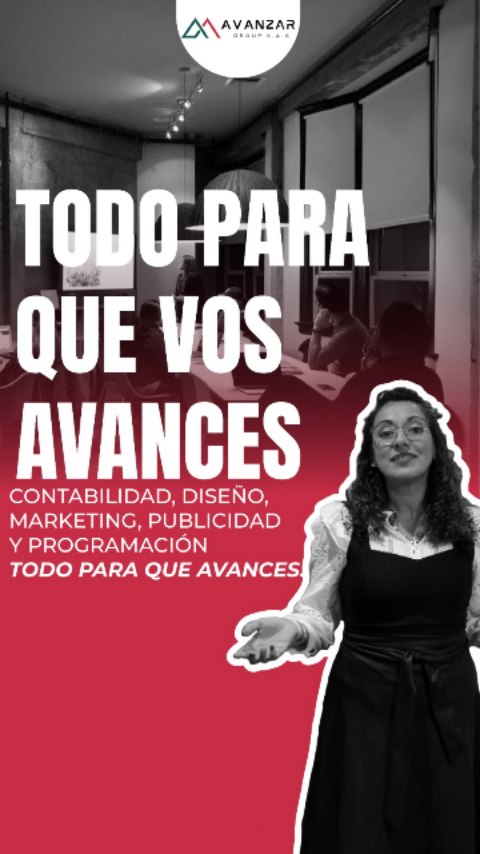 AVANZAR
GROUP S.A.S
TODO PARA
QUE VOS
AVANCES
CONTABILIDAD, DISEÑO,
MARKETING, PUBLICIDAD
Y PROGRAMACIÓN
TODO PARA QUE AVANCES.